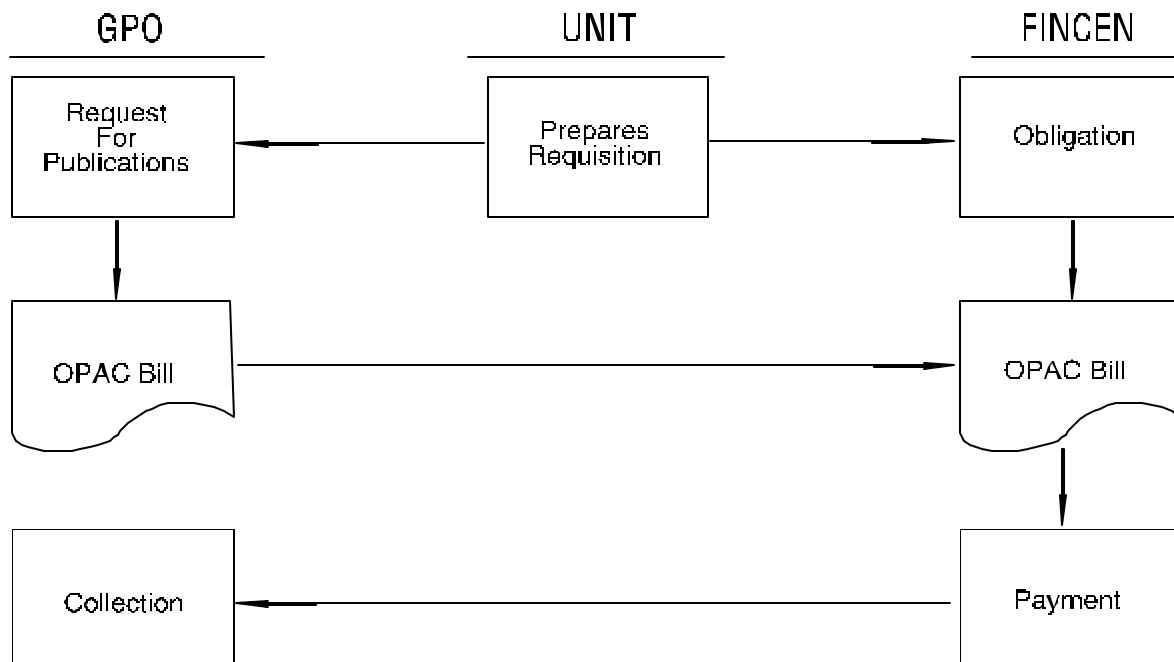 GPO
UNIT
FINCEN
Request
For
Publications
Prepares
Requisition
Obligation
OPAC Bill
OPAC Bill
Collection
Payment